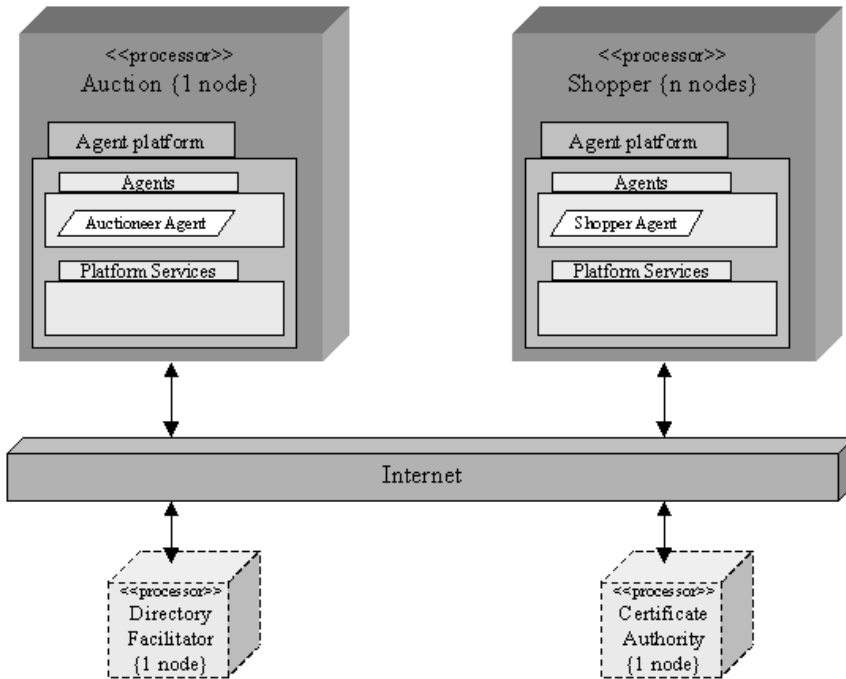 <<processor>>
Auction {1 node}
Agent platform
Agents
Auctioneer Agent
Platform Services
<<processor>>
Shopper {n nodes}
Agent platform
Agents
Shopper Agent
Platform Services
Internet
<<processor>>
Directory
Facilitator
{1 node}
<<processor>>
Certificate
Authority
{1 node}